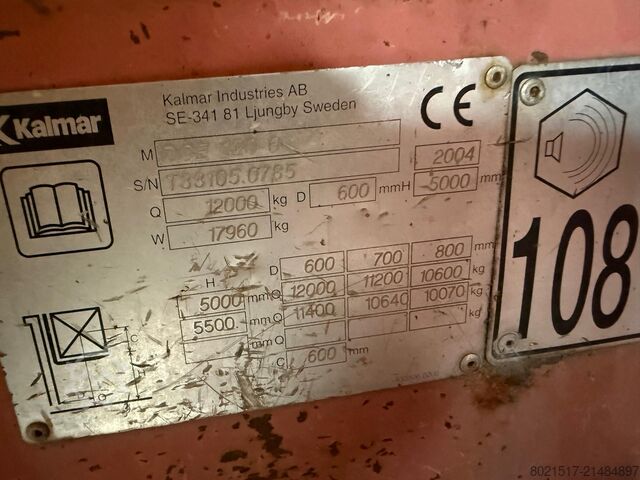 Kalmar
Kalmar Industries AB
SE-341 81 Ljungby Sweden
CE
M
S/N T33105.0785 2004
Q 12000 kg D 600 mm H 5000 mm
W 17960 kg
H D 600 700 800 mm
5000 mm Q 12000 11200 10600 kg
5500 mm Q 11400 10640 10070 kg
mm Q kg
C 600 mm
C
Q
108
8021517-21484897